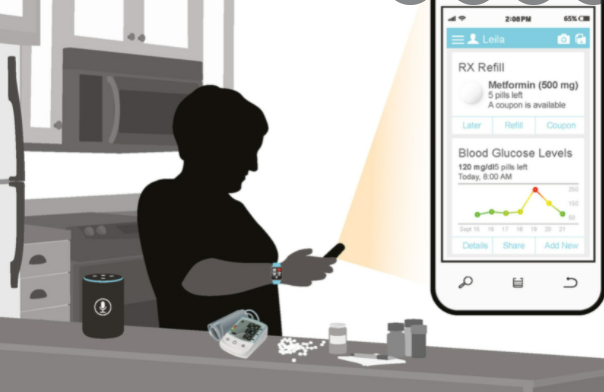 2:08 PM 65%
Leila
RX Refill
Metformin (500 mg)
5 pills left
A coupon is available
Later Refill Coupon
Blood Glucose Levels
120 mg/dl5 pills left
Today, 8:00 AM
250
150
50
Sept 15 16 17 18 19 20 21
Details Share Add New